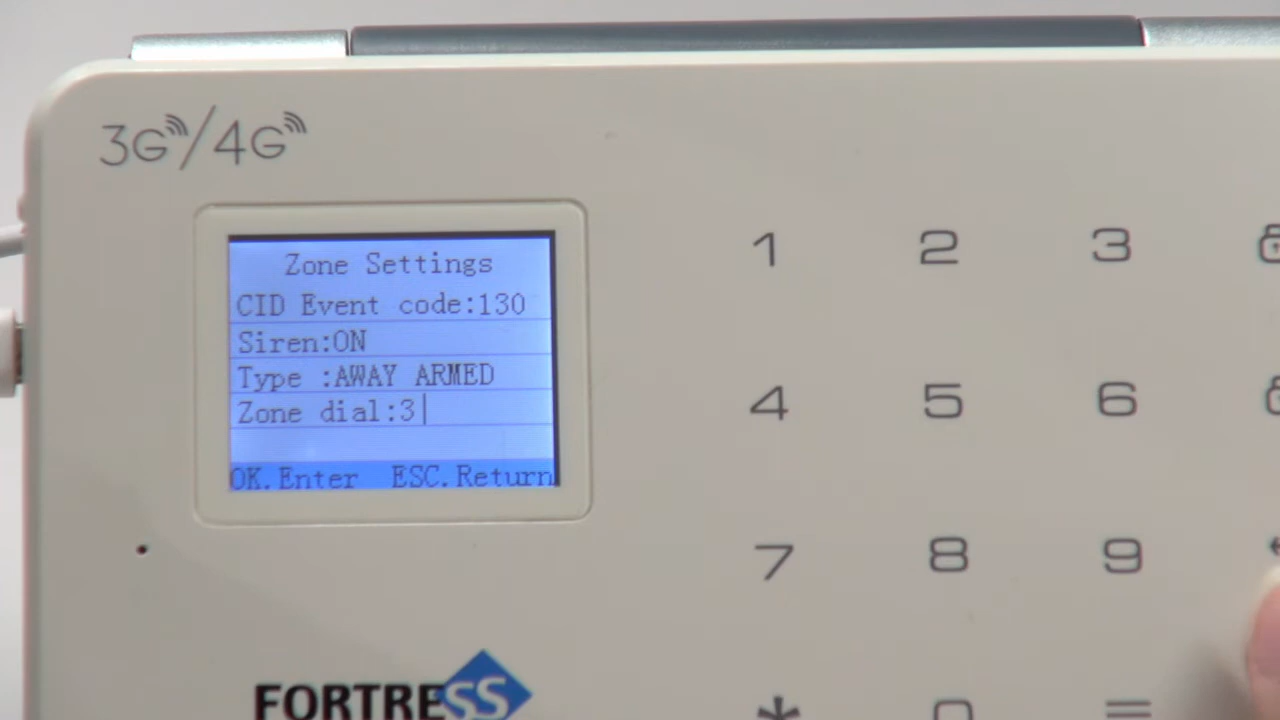 3G/4G
Zone Settings
CID Event code:130
Siren:ON
Type :AWAY ARMED
Zone dial:3
OK.Enter ESC.Return
1 2 3
4 5 6
7 8 9
* 0 =
FORTRESS